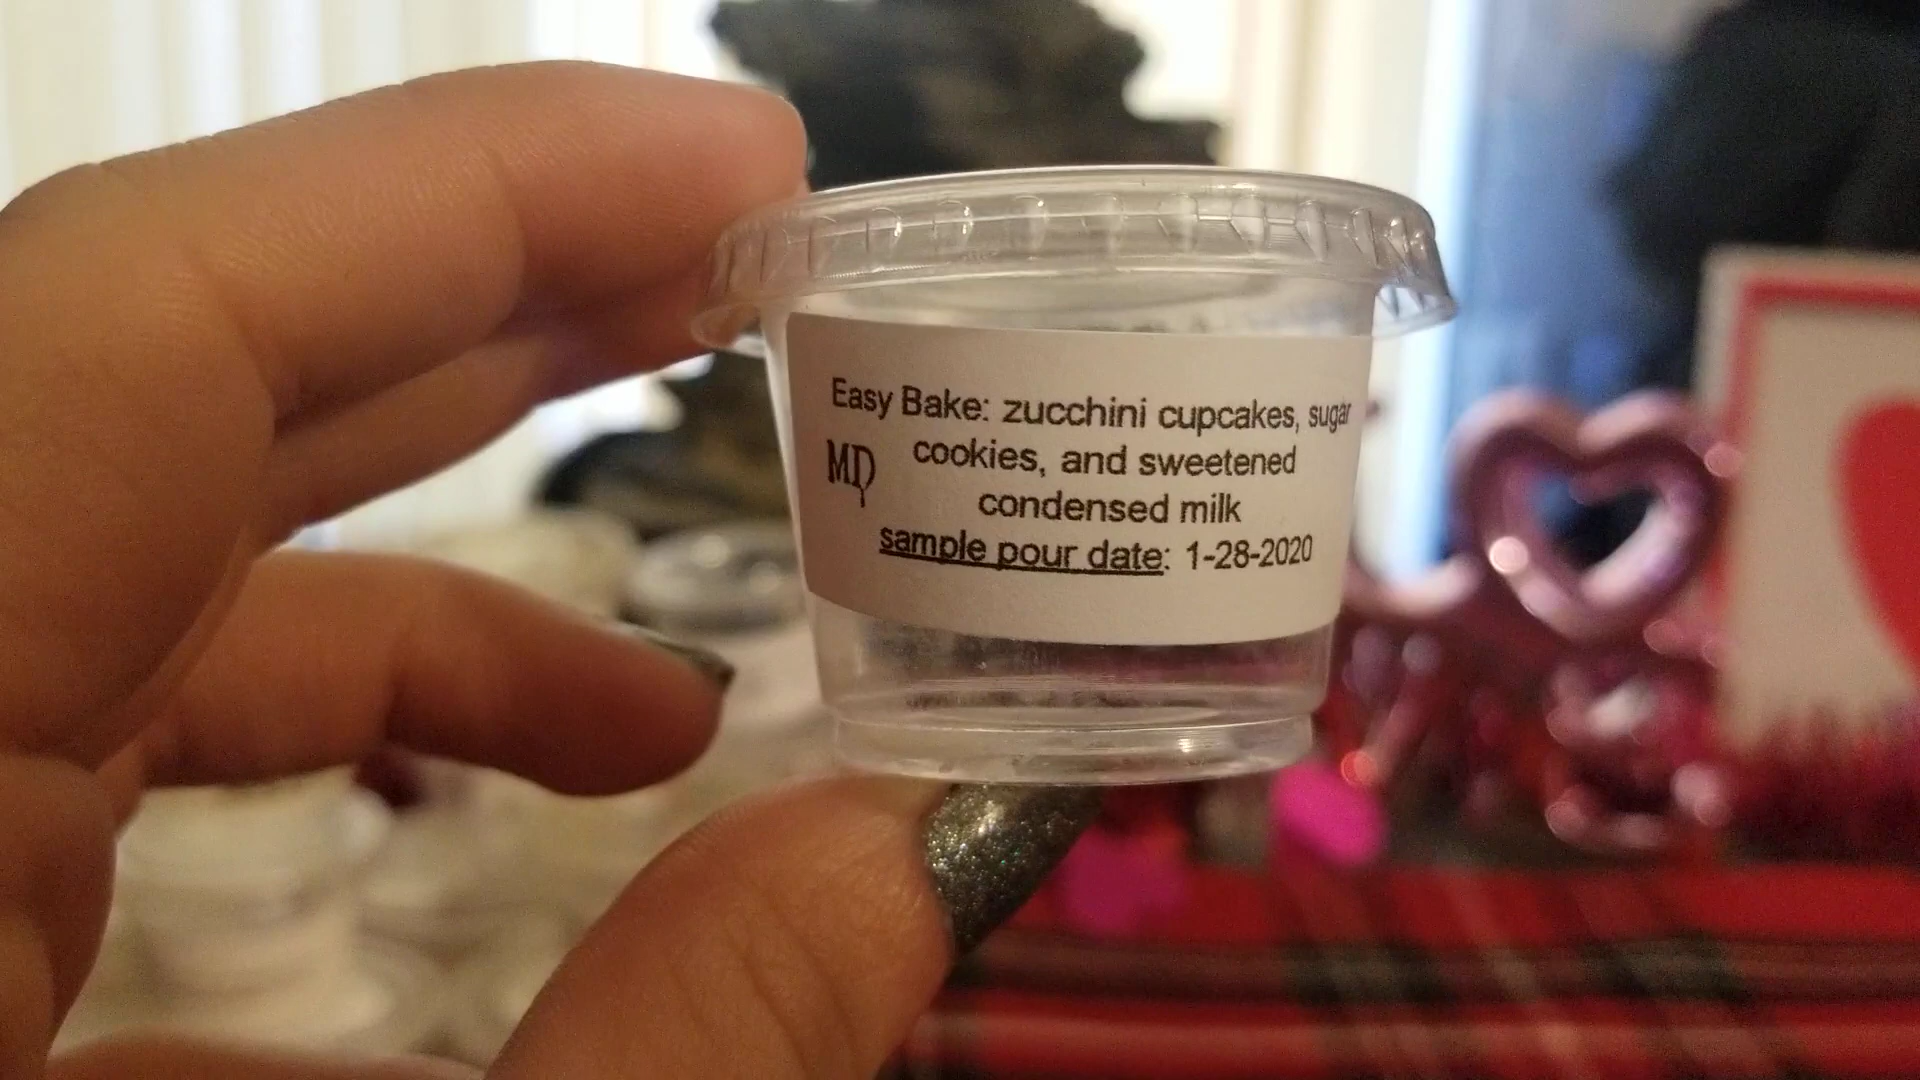 Easy Bake: zucchini cupcakes, sugar
cookies, and sweetened
MD
condensed milk
sample pour date: 1-28-2020